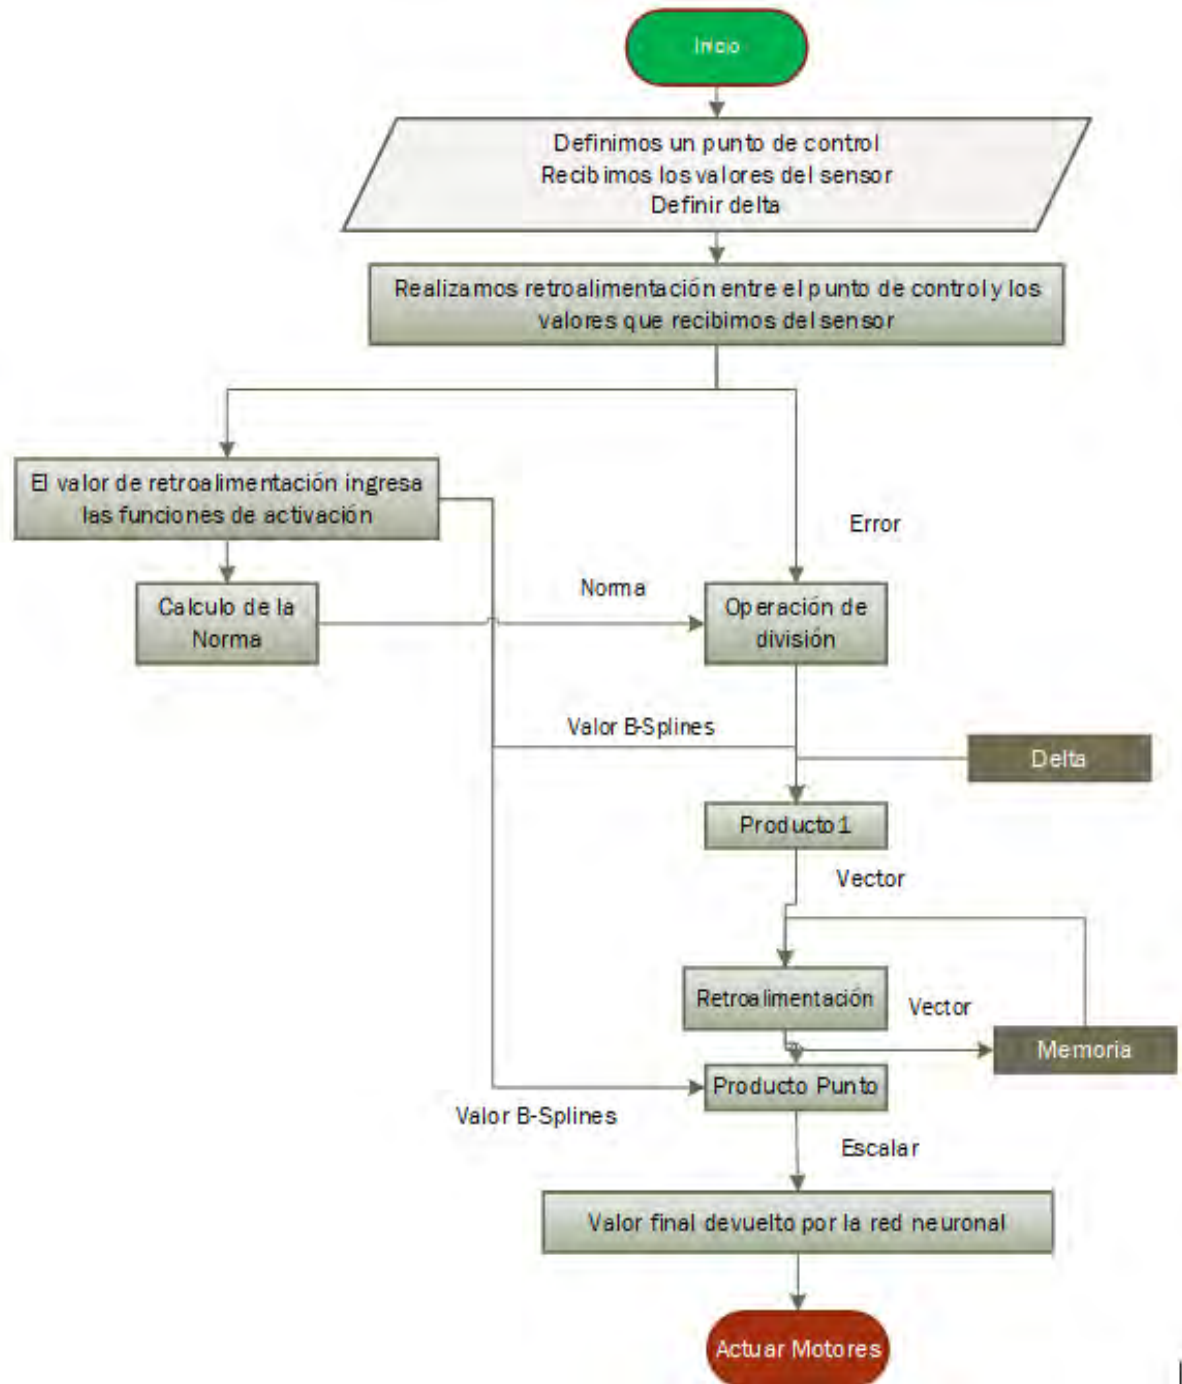 Inicio
Definimos un punto de control
Recibimos los valores del sensor
Definir delta
Realizamos retroalimentación entre el punto de control y los
valores que recibimos del sensor
El valor de retroalimentación ingresa
las funciones de activación
Error
Calculo de la
Norma
Norma
Operación de
división
Valor B-Splines
Delta
Producto1
Vector
Retroalimentación
Vector
Memoria
Producto Punto
Valor B-Splines
Escalar
Valor final devuelto por la red neuronal
Actuar Motores